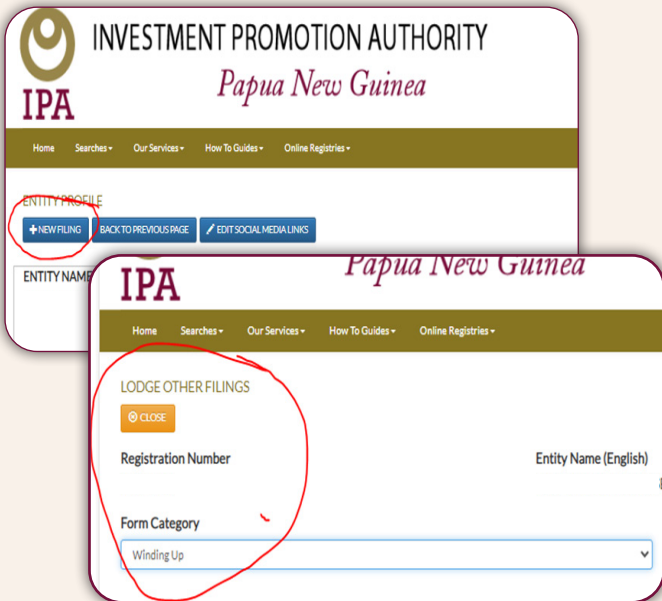 INVESTMENT PROMOTION AUTHORITY
Papua New Guinea
IPA
Home Searches Our Services How To Guides Online Registries
ENTITY PROFILE
+ NEW FILING BACK TO PREVIOUS PAGE EDIT SOCIAL MEDIA LINKS
ENTITY NAME
Papua New Guinea
IPA
Home Searches Our Services How To Guides Online Registries
LODGE OTHER FILINGS
CLOSE
Registration Number Entity Name (English)
Form Category
Winding Up